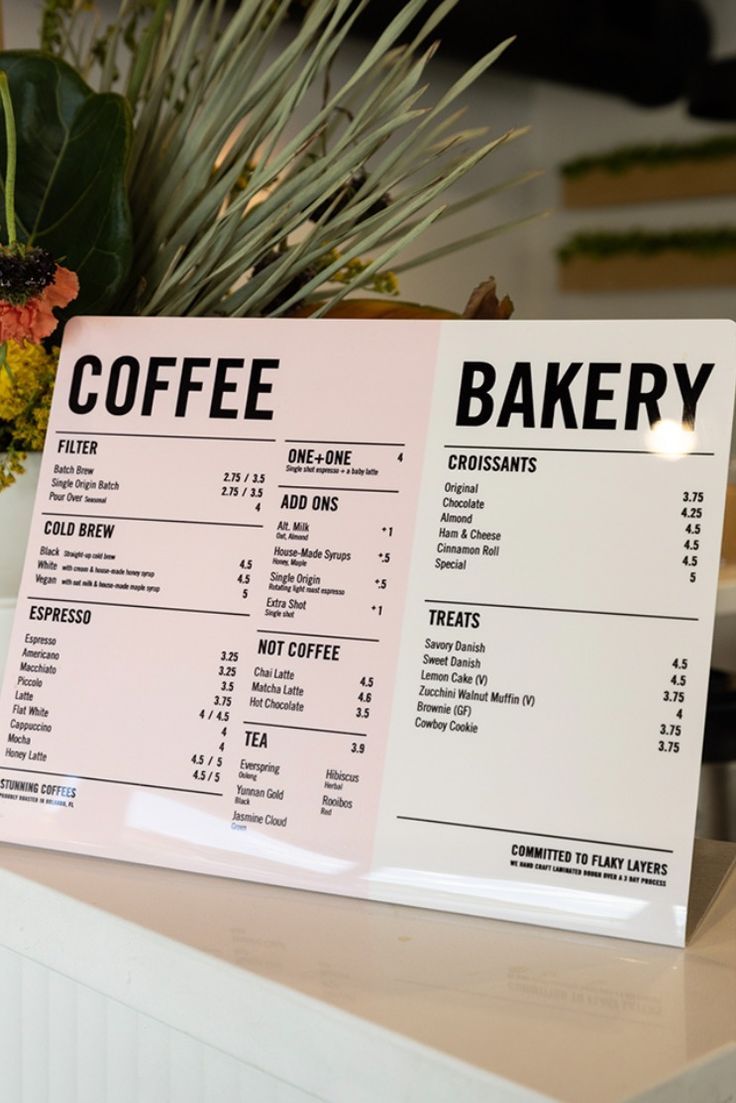 COFFEE
FILTER
Batch Brew 2.75 / 3.5
Single Origin Batch 2.75 / 3.5
Pour Over Seasonal 4
COLD BREW
Black Straight-up cold brew 4.5
White with cream & house-made honey syrup 4.5
Vegan with oat milk & house-made maple syrup 5
ESPRESSO
Espresso 3.25
Americano 3.25
Macchiato 3.5
Piccolo 3.75
Latte 4 / 4.5
Flat White 4
Cappuccino 4
Mocha 4.5 / 5
Honey Latte 4.5 / 5
STUNNING COFFEES
PROUDLY ROASTED IN ORLANDO, FL
ONE+ONE 4
Single shot espresso + a baby latte
ADD ONS
Alt. Milk +1
Oat, Almond
House-Made Syrups +.5
Honey, Maple
Single Origin +.5
Rotating light roast espresso
Extra Shot +1
Single shot
NOT COFFEE
Chai Latte 4.5
Matcha Latte 4.6
Hot Chocolate 3.5
TEA 3.9
Everspring
Oolong
Yunnan Gold
Black
Jasmine Cloud
Green
Hibiscus
Herbal
Rooibos
Red
BAKERY
CROISSANTS
Original 3.75
Chocolate 4.25
Almond 4.5
Ham & Cheese 4.5
Cinnamon Roll 4.5
Special 5
TREATS
Savory Danish 4.5
Sweet Danish 4.5
Lemon Cake (V) 3.75
Zucchini Walnut Muffin (V) 4
Brownie (GF) 3.75
Cowboy Cookie 3.75
COMMITTED TO FLAKY LAYERS
WE HAND CRAFT LAMINATED DOUGH OVER A 3 DAY PROCESS